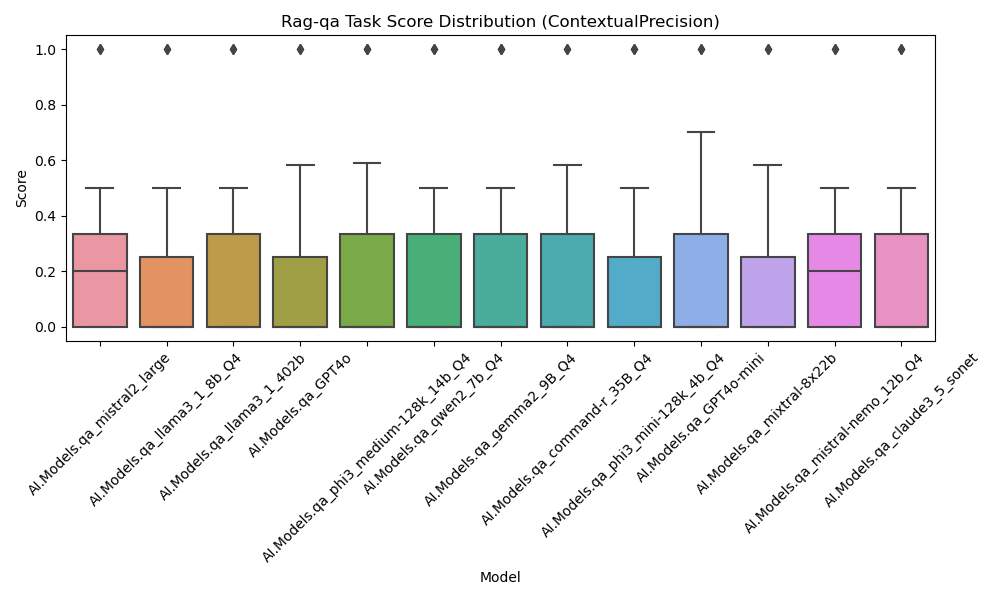 Rag-qa Task Score Distribution (ContextualPrecision)
Score
1.0
0.8
0.6
0.4
0.2
0.0
AI.Models.qa_mistral2_large
AI.Models.qa_llama3_1_8b_Q4
AI.Models.qa_llama3_1_402b
AI.Models.qa_GPT4o
AI.Models.qa_phi3_medium-128k_14b_Q4
AI.Models.qa_qwen2_7b_Q4
AI.Models.qa_gemma2_9B_Q4
AI.Models.qa_command-r_35B_Q4
AI.Models.qa_phi3_mini-128k_4b_Q4
AI.Models.qa_GPT4o-mini
AI.Models.qa_mixtral-8x22b
AI.Models.qa_mistral-nemo_12b_Q4
AI.Models.qa_claude3_5_sonet
Model